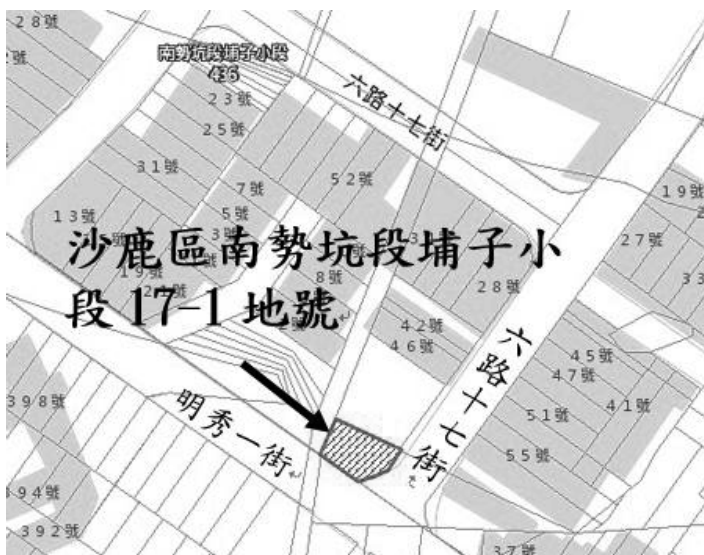 28號
南勢坑段埔子小段
436
六路十七街
23號
25號
31號
52號
7號
5號
3號
19號
13號
27號
沙鹿區南勢坑段埔子小
段 17-1 地號
8號
28號
42號
46號
六路十七街
45號
47號
41號
51號
55號
398號
明秀一街
394號
392號
37號